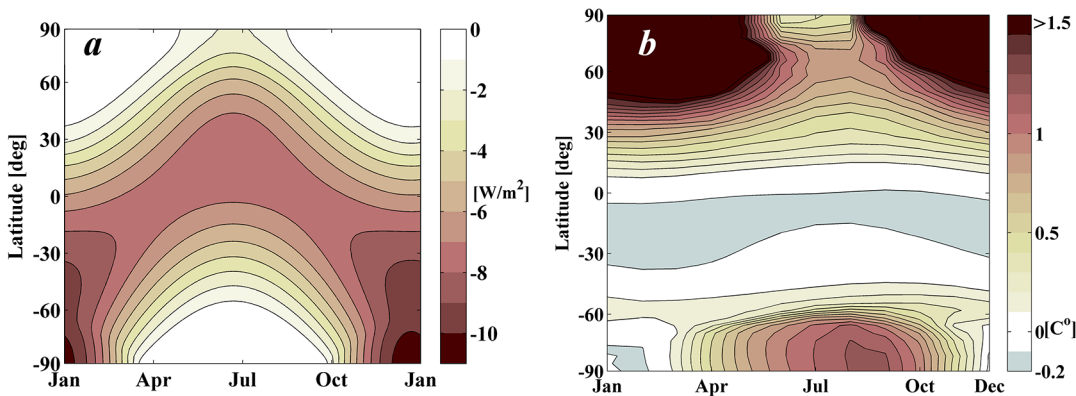 a
90
60
30
0
-30
-60
-90
Jan
Apr
Jul
Oct
Jan
Latitude [deg]
0
-2
-4
[W/m²]
-6
-8
-10
b
90
60
30
0
-30
-60
-90
Jan
Apr
Jul
Oct
Dec
Latitude [deg]
>1.5
1
0.5
0[Cº]
-0.2